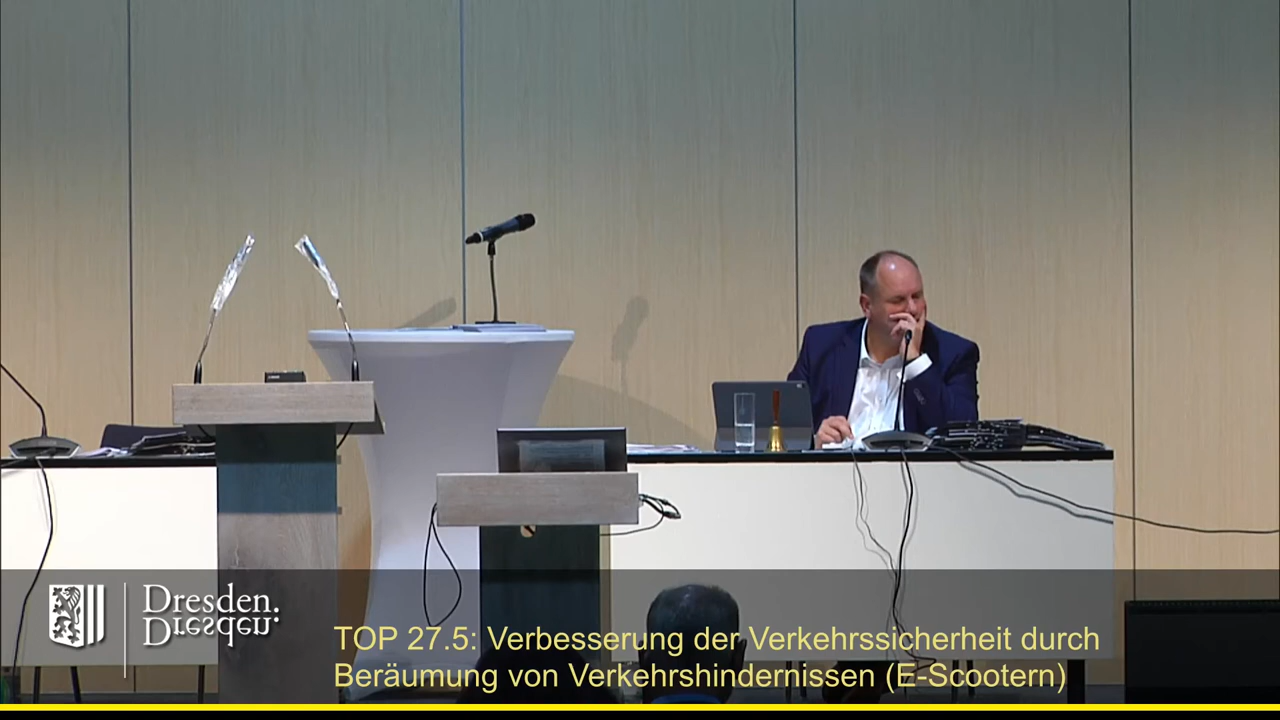 Dresden.
Dresden.
TOP 27.5: Verbesserung der Verkehrssicherheit durch
Beräumung von Verkehrshindernissen (E-Scootern)